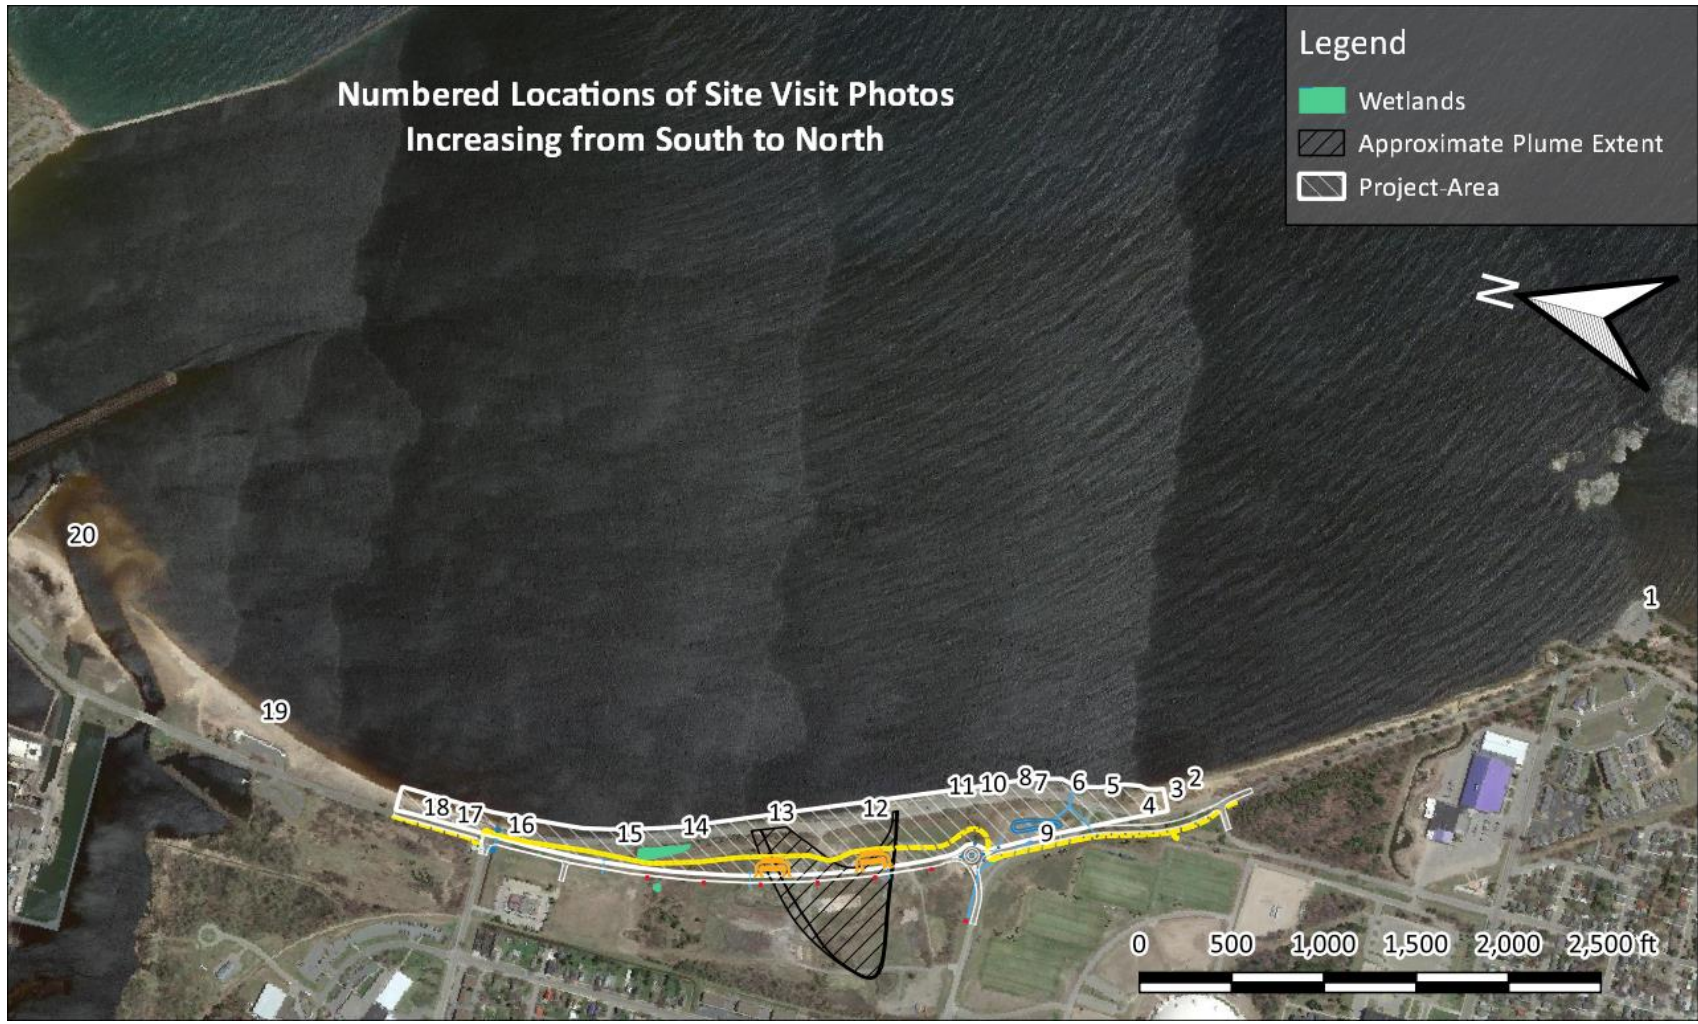 Numbered Locations of Site Visit Photos
Increasing from South to North
Legend
Wetlands
Approximate Plume Extent
Project-Area
N
1
20
19
18
17
16
15
14
13
12
11
10
8
7
6
5
4
3
2
9
0 500 1,000 1,500 2,000 2,500 ft